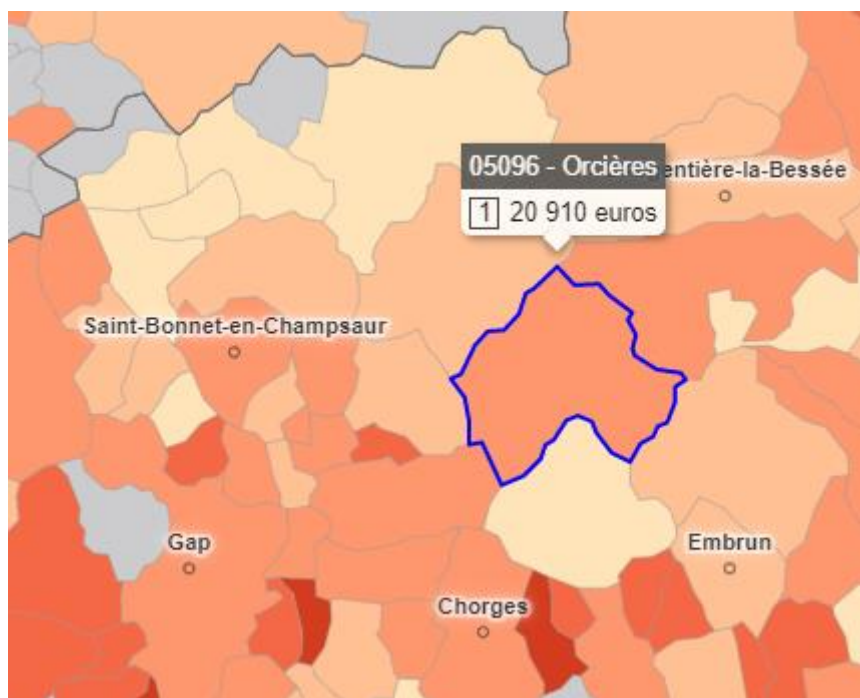 05096 - Orcières
entière-la-Bessée
1 20 910 euros
Saint-Bonnet-en-Champsaur
Gap
Embrun
Chorges